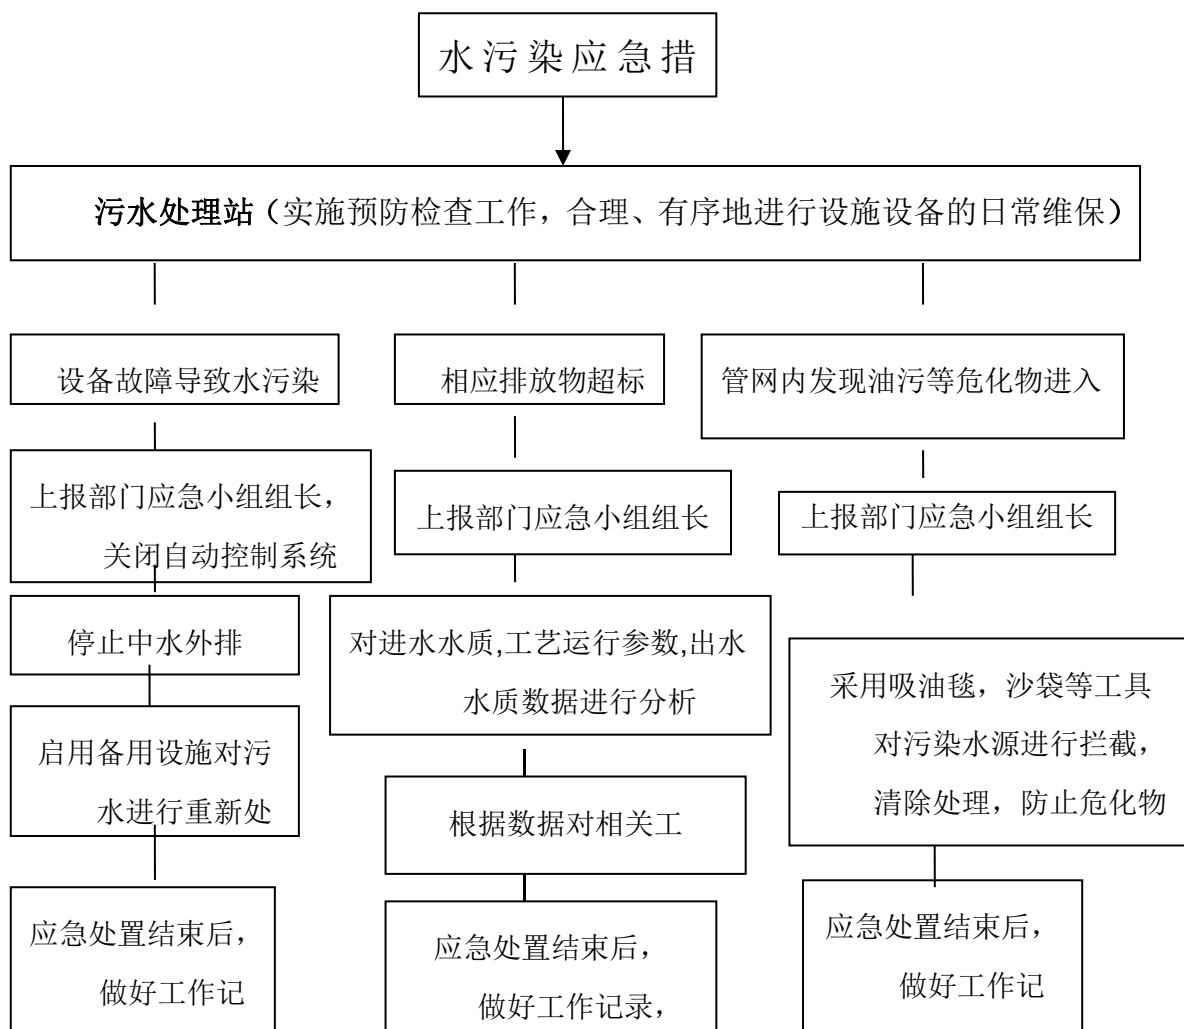 水污染应急措
污水处理站（实施预防检查工作，合理、有序地进行设施设备的日常维保）
设备故障导致水污染
相应排放物超标
管网内发现油污等危化物进入
上报部门应急小组组长，
关闭自动控制系统
上报部门应急小组组长
上报部门应急小组组长
停止中水外排
对进水水质,工艺运行参数,出水
水质数据进行分析
采用吸油毯，沙袋等工具
对污染水源进行拦截，
清除处理，防止危化物
启用备用设施对污
水进行重新处
根据数据对相关工
应急处置结束后，
做好工作记
应急处置结束后，
做好工作记录，
应急处置结束后，
做好工作记